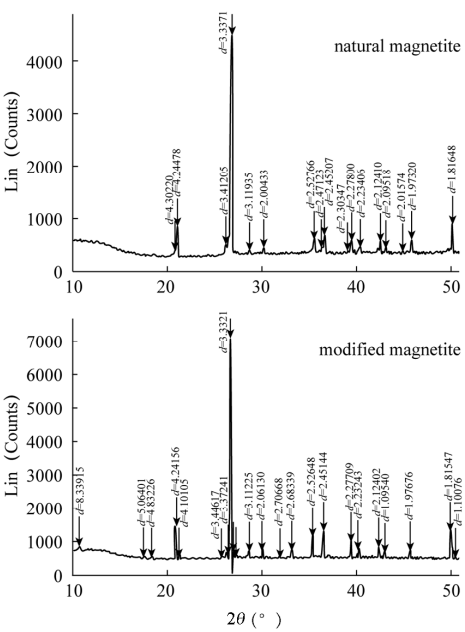 natural magnetite
Lin (Counts)
4000
3000
2000
1000
0
10
20
30
40
50
d=4.30220
d=4.24478
d=3.41205
d=3.3371
d=3.11935
d=2.00433
d=2.52766
d=2.47123
d=2.45207
d=2.30347
d=2.27800
d=2.23406
d=2.12410
d=2.09518
d=2.01574
d=1.97320
d=1.81648
modified magnetite
Lin (Counts)
7000
6000
5000
4000
3000
2000
1000
0
10
20
30
40
50
d=8.33915
d=5.06401
d=4.83226
d=4.24156
d=4.10105
d=3.44617
d=3.37241
d=3.3321
d=3.11225
d=2.06130
d=2.70668
d=2.68339
d=2.52648
d=2.45144
d=2.27709
d=2.23243
d=2.12402
d=1.09540
d=1.97676
d=1.81547
d=1.10076
2θ (°)